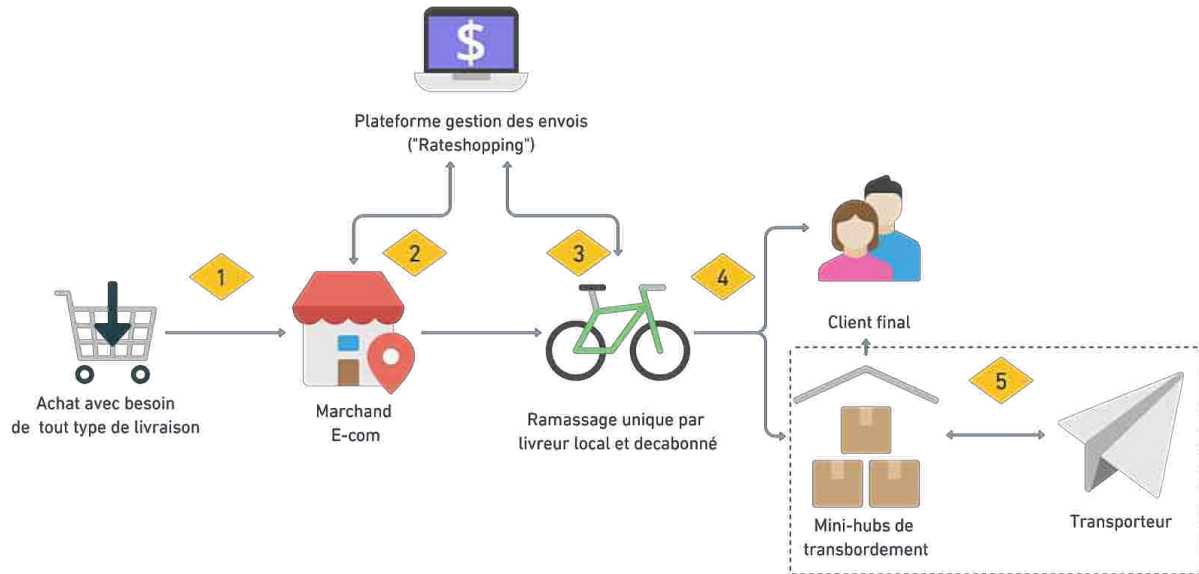 $
Plateforme gestion des envois
("Rateshopping")
1
2
3
4
Achat avec besoin
de tout type de livraison
Marchand
E-com
Ramassage unique par
livreur local et decabonné
Client final
5
Mini-hubs de
transbordement
Transporteur